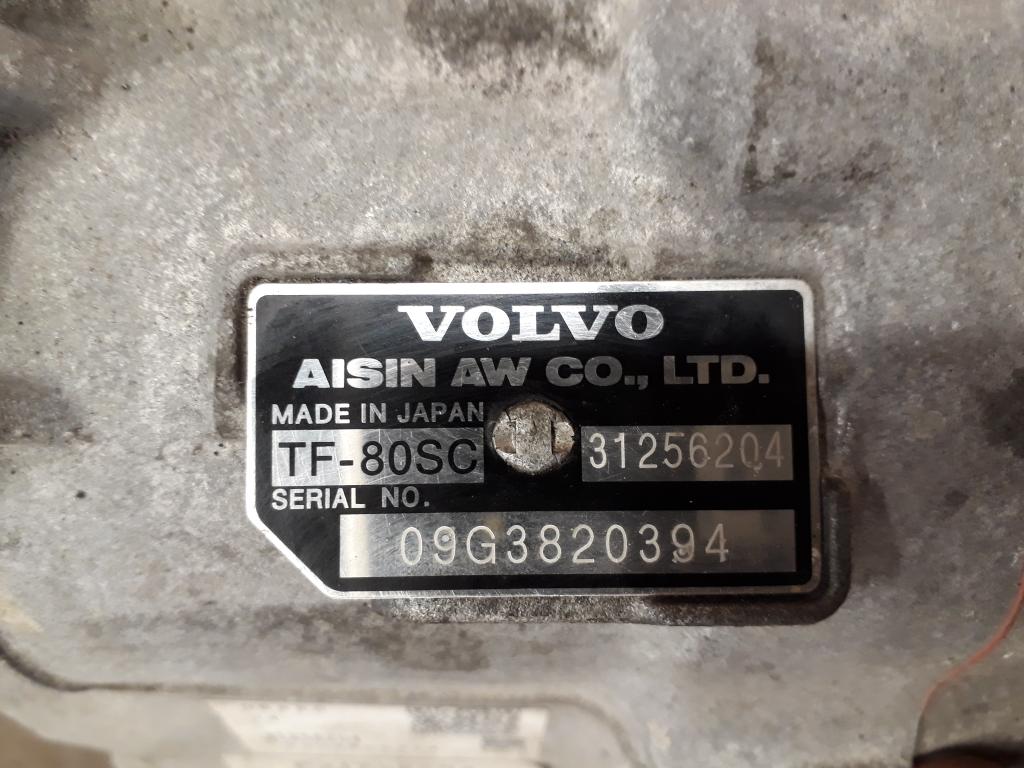 VOLVO
AISIN AW CO., LTD.
MADE IN JAPAN
TF-80SC 31256204
SERIAL NO.
09G3820394